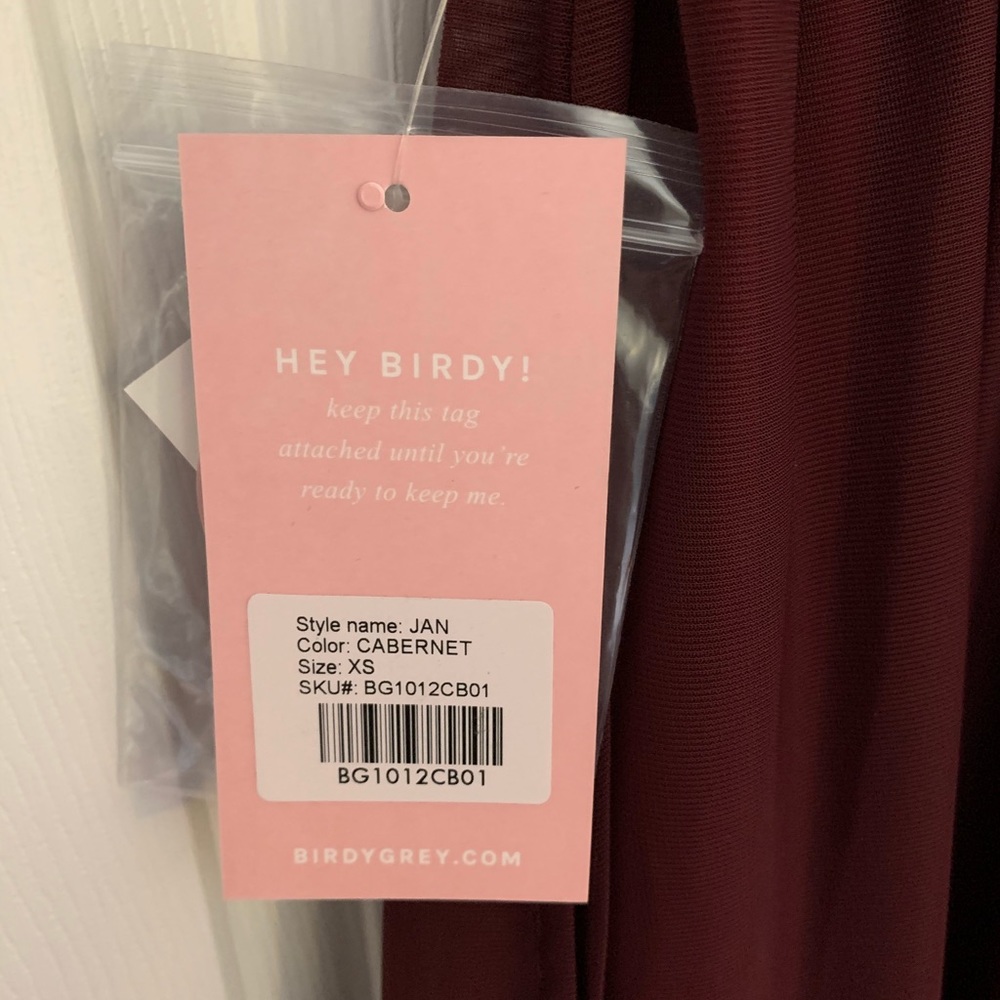 HEY BIRDY!
keep this tag
attached until you're
ready to keep me.
Style name: JAN
Color: CABERNET
Size: XS
SKU#: BG1012CB01
BG1012CB01
BIRDYGREY.COM